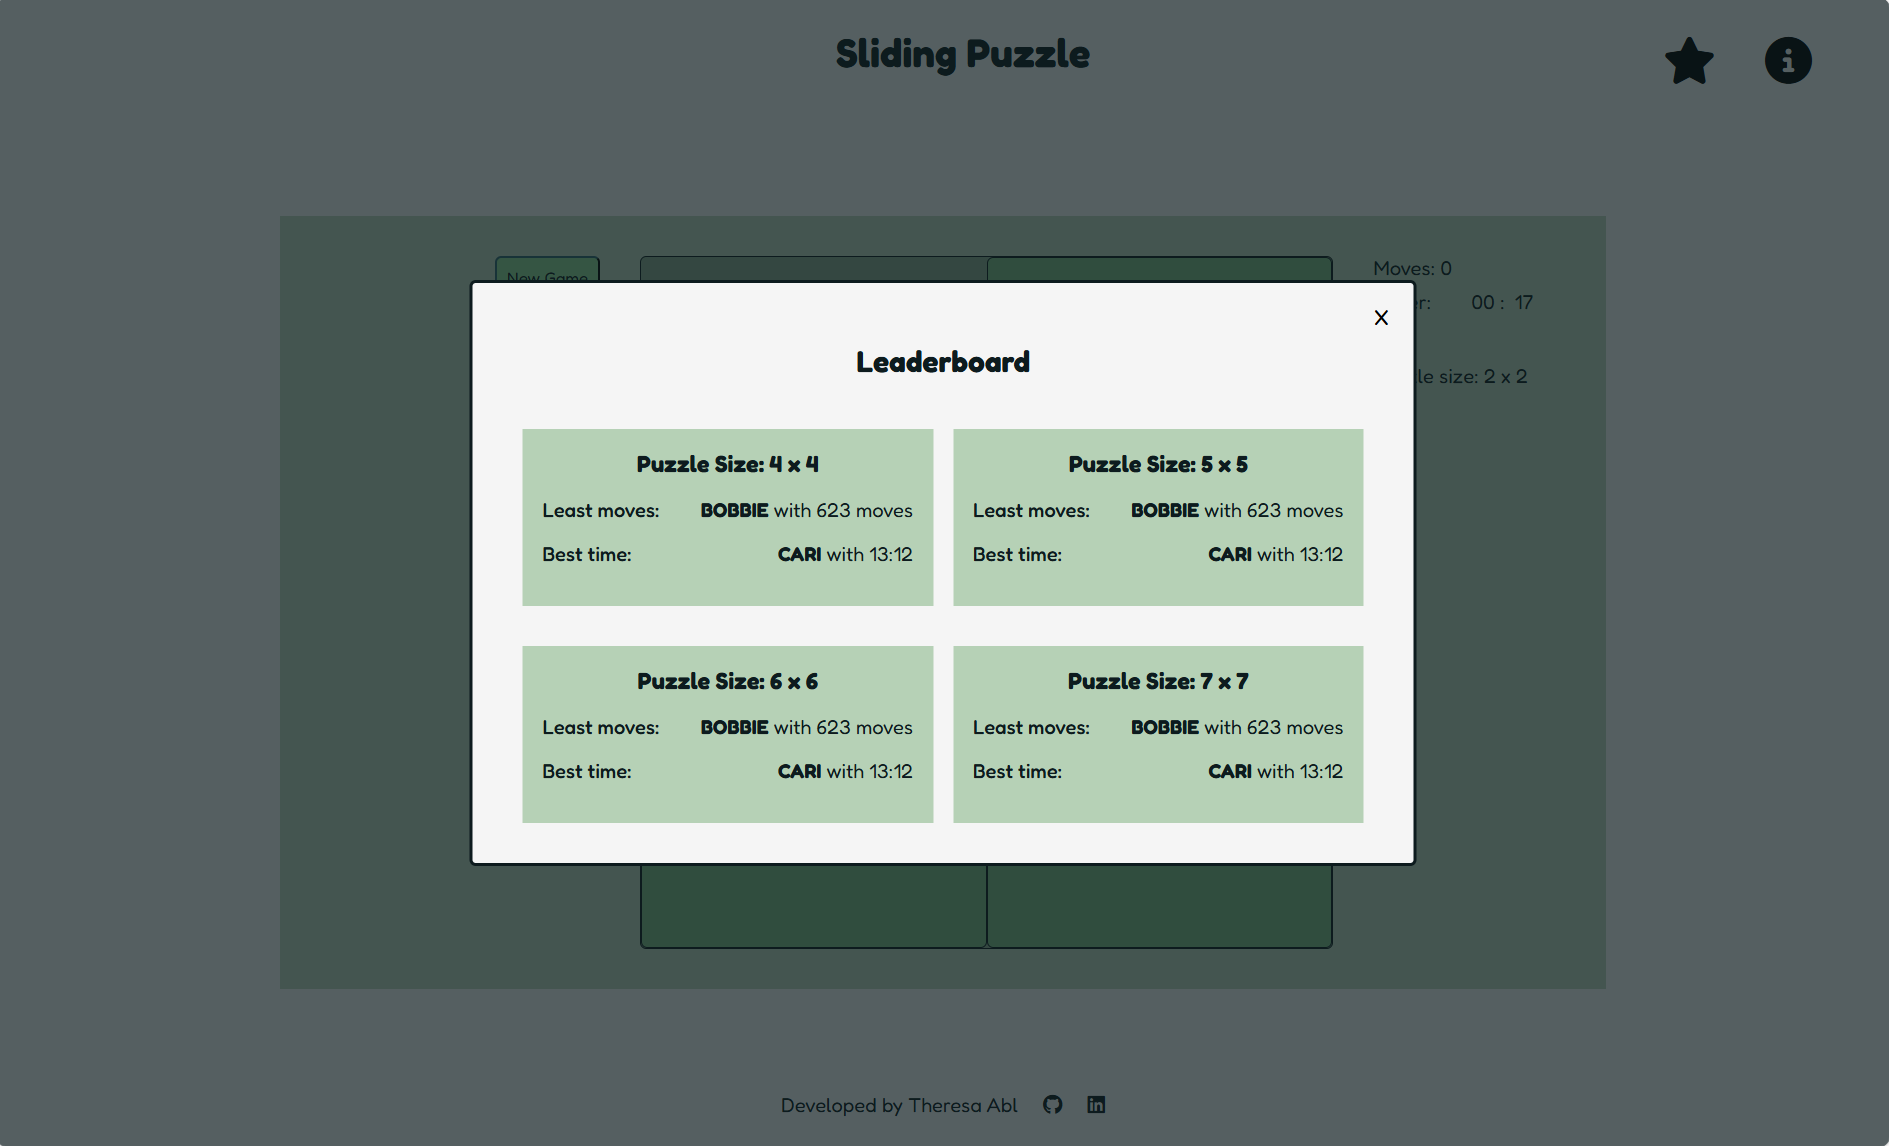 Sliding Puzzle
New Game
Moves: 0
er: 00 : 17
le size: 2 x 2
X
Leaderboard
Puzzle Size: 4 x 4
Least moves: BOBBIE with 623 moves
Best time: CARI with 13:12
Puzzle Size: 5 x 5
Least moves: BOBBIE with 623 moves
Best time: CARI with 13:12
Puzzle Size: 6 x 6
Least moves: BOBBIE with 623 moves
Best time: CARI with 13:12
Puzzle Size: 7 x 7
Least moves: BOBBIE with 623 moves
Best time: CARI with 13:12
Developed by Theresa Abl